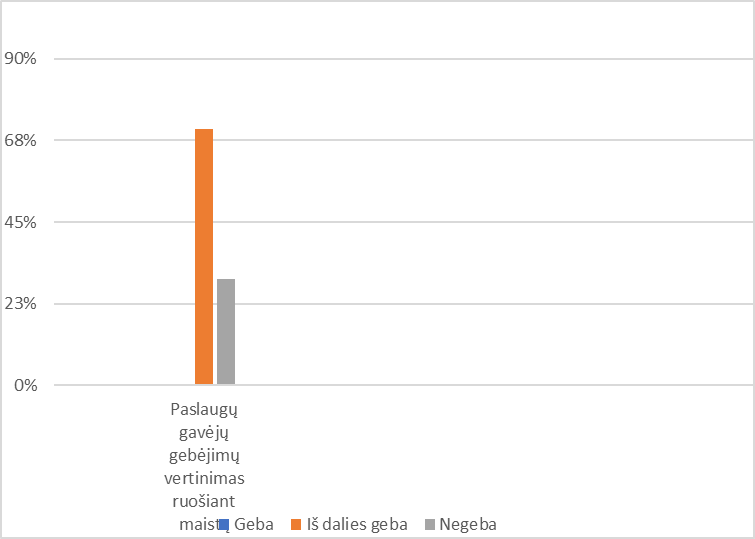 90%
68%
45%
23%
0%
Paslaugų
gavėjų
gebėjimų
vertinimas
ruošiant
maistą
Geba
Iš dalies geba
Negeba